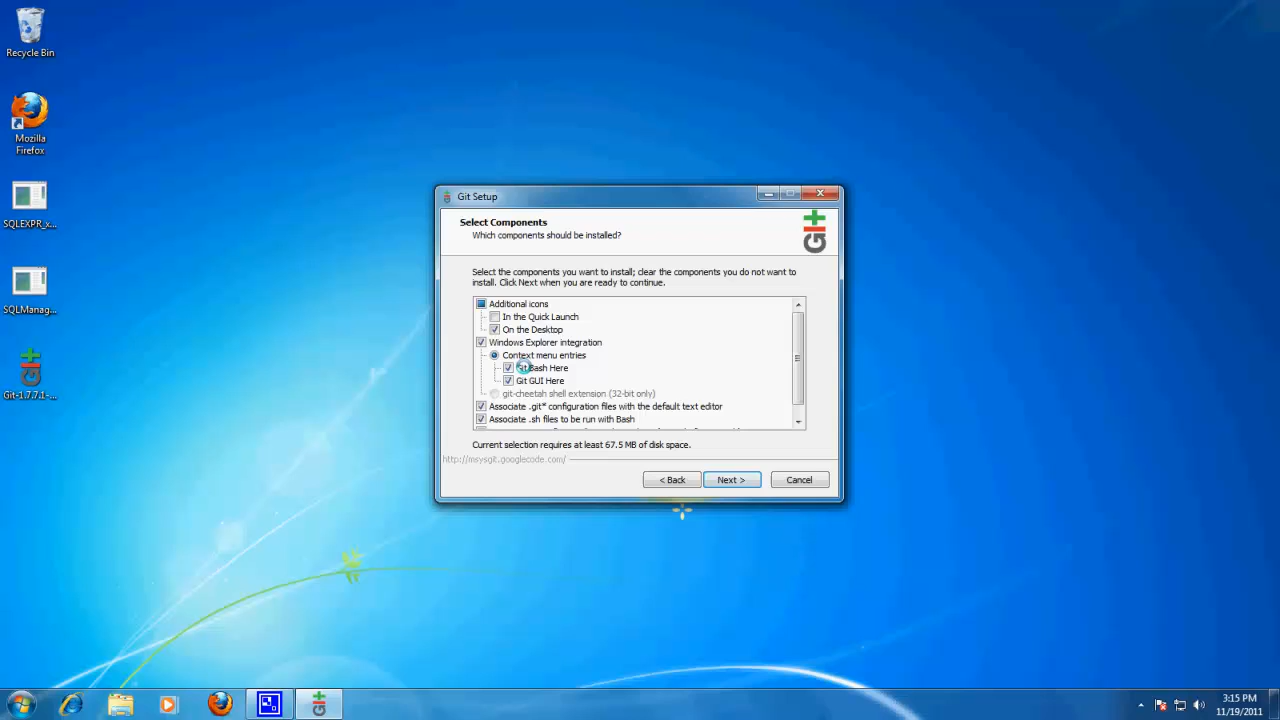 Recycle Bin
Mozilla
Firefox
SQLEXPR_x...
SQLManag...
Git-1.7.7.1-...
Git Setup
Select Components
Which components should be installed?
Git
Select the components you want to install; clear the components you do not want to
install. Click Next when you are ready to continue.
Additional icons
In the Quick Launch
On the Desktop
Windows Explorer integration
Context menu entries
Git Bash Here
Git GUI Here
git-cheetah shell extension (32-bit only)
Associate .git* configuration files with the default text editor
Associate .sh files to be run with Bash
Current selection requires at least 67.5 MB of disk space.
http://msysgit.googlecode.com/
< Back
Next >
Cancel
3:15 PM
11/19/2011